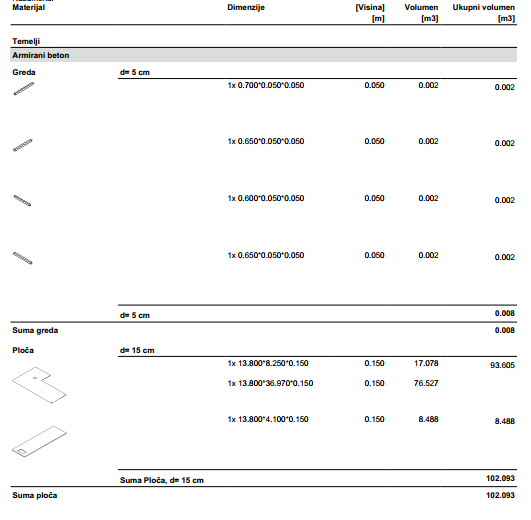 Materijal Dimenzije [Visina] Volumen Ukupni volumen
[m] [m3] [m3]
Temelji
Armirani beton
Greda d= 5 cm
1x 0.700*0.050*0.050 0.050 0.002 0.002
1x 0.650*0.050*0.050 0.050 0.002 0.002
1x 0.600*0.050*0.050 0.050 0.002 0.002
1x 0.650*0.050*0.050 0.050 0.002 0.002
d= 5 cm 0.008
Suma greda 0.008
Ploča d= 15 cm
1x 13.800*8.250*0.150 0.150 17.078 93.605
1x 13.800*36.970*0.150 0.150 76.527
1x 13.800*4.100*0.150 0.150 8.488 8.488
Suma Ploča, d= 15 cm 102.093
Suma ploča 102.093